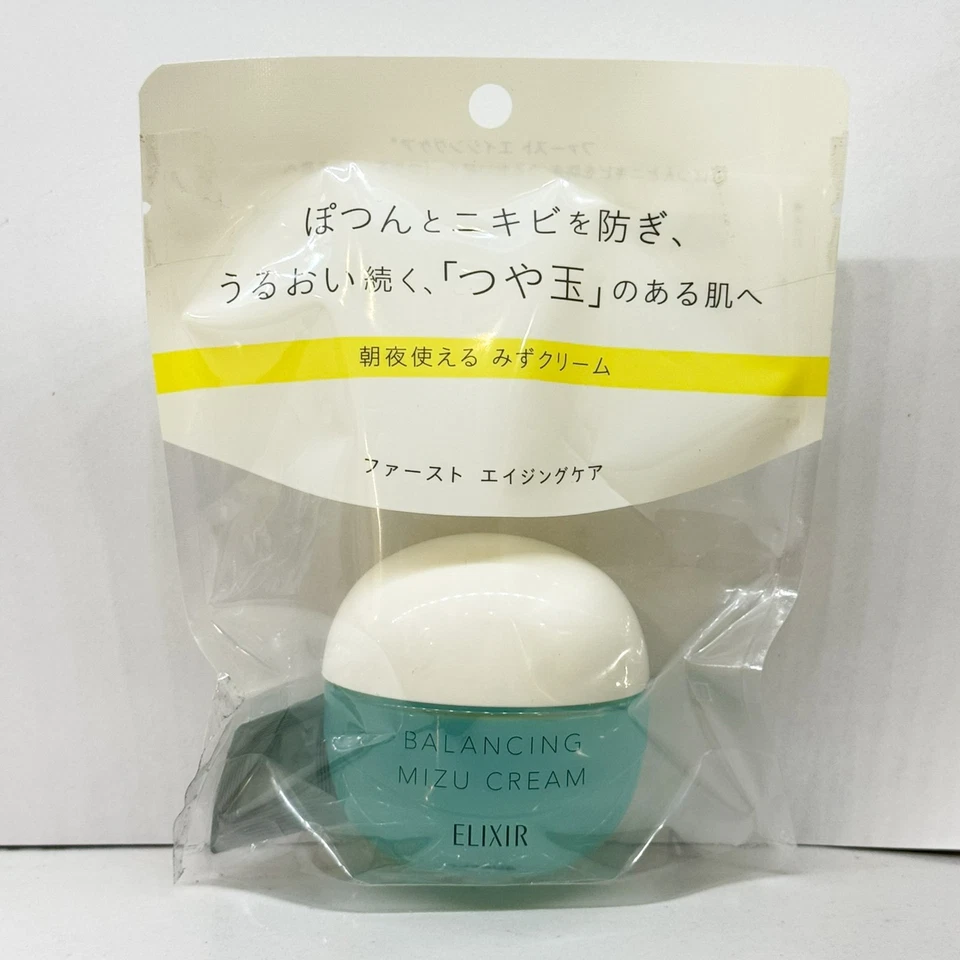 ぽつんとニキビを防ぎ、
うるおい続く、「つや玉」のある肌へ
朝夜使える みずクリーム
ファースト エイジングケア
BALANCING
MIZU CREAM
ELIXIR